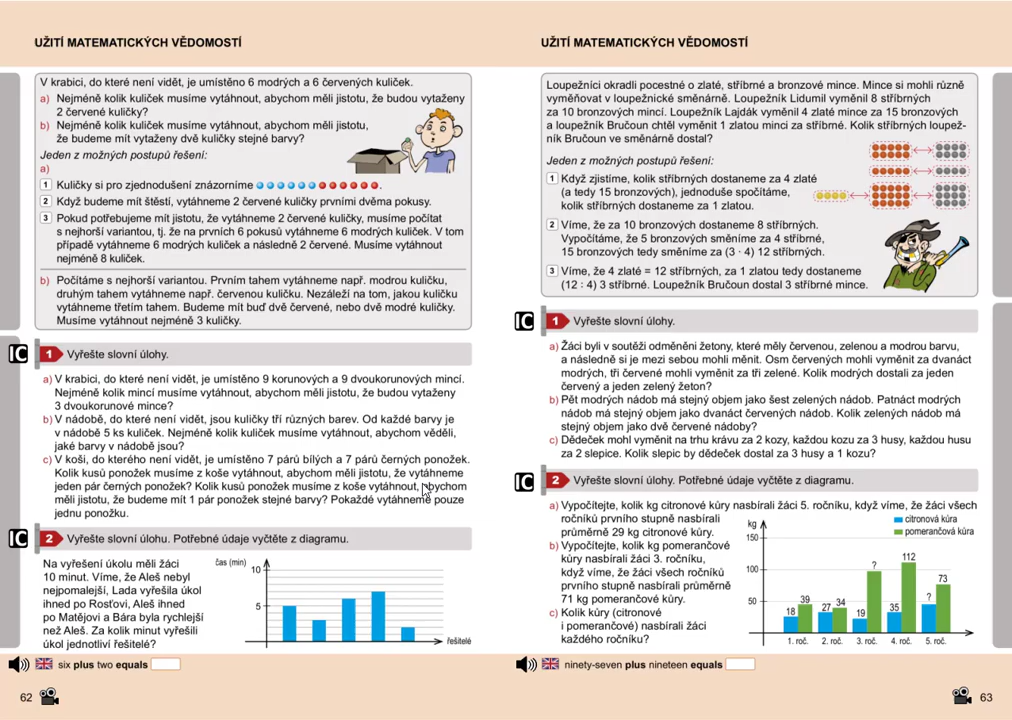 UŽITÍ MATEMATICKÝCH VĚDOMOSTÍ
V krabici, do které není vidět, je umístěno 6 modrých a 6 červených kuliček.
a) Nejméně kolik kuliček musíme vytáhnout, abychom měli jistotu, že budou vytaženy
2 červené kuličky?
b) Nejméně kolik kuliček musíme vytáhnout, abychom měli jistotu,
že budeme mít vytaženy dvě kuličky stejné barvy?
Jeden z možných postupů řešení:
a)
1 Kuličky si pro zjednodušení znázorníme .
2 Když budeme mít štěstí, vytáhneme 2 červené kuličky prvními dvěma pokusy.
3 Pokud potřebujeme mít jistotu, že vytáhneme 2 červené kuličky, musíme počítat
s nejhorší variantou, tj. že na prvních 6 pokusů vytáhneme 6 modrých kuliček. V tom
případě vytáhneme 6 modrých kuliček a následně 2 červené. Musíme vytáhnout
nejméně 8 kuliček.
b) Počítáme s nejhorší variantou. Prvním tahem vytáhneme např. modrou kuličku,
druhým tahem vytáhneme např. červenou kuličku. Nezáleží na tom, jakou kuličku
vytáhneme třetím tahem. Budeme mít buď dvě červené, nebo dvě modré kuličky.
Musíme vytáhnout nejméně 3 kuličky.
IC 1 Vyřešte slovní úlohy.
a) V krabici, do které není vidět, je umístěno 9 korunových a 9 dvoukorunových mincí.
Nejméně kolik mincí musíme vytáhnout, abychom měli jistotu, že budou vytaženy
3 dvoukorunové mince?
b) V nádobě, do které není vidět, jsou kuličky tří různých barev. Od každé barvy je
v nádobě 5 ks kuliček. Nejméně kolik kuliček musíme vytáhnout, abychom věděli,
jaké barvy v nádobě jsou?
c) V koši, do kterého není vidět, je umístěno 7 párů bílých a 7 párů černých ponožek.
Kolik kusů ponožek musíme z koše vytáhnout, abychom měli jistotu, že vytáhneme
jeden pár černých ponožek? Kolik kusů ponožek musíme z koše vytáhnout, abychom
měli jistotu, že budeme mít 1 pár ponožek stejné barvy? Pokaždé vytáhneme pouze
jednu ponožku.
IC 2 Vyřešte slovní úlohu. Potřebné údaje vyčtěte z diagramu.
Na vyřešení úkolu měli žáci
10 minut. Víme, že Aleš nebyl
nejpomalejší, Lada vyřešila úkol
ihned po Rosťovi, Aleš ihned
po Matějovi a Bára byla rychlejší
než Aleš. Za kolik minut vyřešili
úkol jednotliví řešitelé?
čas (min)
10
5
řešitelé
six plus two equals
62
UŽITÍ MATEMATICKÝCH VĚDOMOSTÍ
Loupežníci okradli pocestné o zlaté, stříbrné a bronzové mince. Mince si mohli různě
vyměňovat v loupežnické směnárně. Loupežník Lidumil vyměnil 8 stříbrných
za 10 bronzových mincí. Loupežník Lajdák vyměnil 4 zlaté mince za 15 bronzových
a loupežník Bručoun chtěl vyměnit 1 zlatou minci za stříbrné. Kolik stříbrných loupež-
ník Bručoun ve směnárně dostal?
Jeden z možných postupů řešení:
1 Když zjistíme, kolik stříbrných dostaneme za 4 zlaté
(a tedy 15 bronzových), jednoduše spočítáme,
kolik stříbrných dostaneme za 1 zlatou.
2 Víme, že za 10 bronzových dostaneme 8 stříbrných.
Vypočítáme, že 5 bronzových směníme za 4 stříbrné,
15 bronzových tedy směníme za (3 · 4) 12 stříbrných.
3 Víme, že 4 zlaté = 12 stříbrných, za 1 zlatou tedy dostaneme
(12 : 4) 3 stříbrné. Loupežník Bručoun dostal 3 stříbrné mince.
IC 1 Vyřešte slovní úlohy.
a) Žáci byli v soutěži odměněni žetony, které měly červenou, zelenou a modrou barvu,
a následně si je mezi sebou mohli měnit. Osm červených mohli vyměnit za dvanáct
modrých, tři červené mohli vyměnit za tři zelené. Kolik modrých dostali za jeden
červený a jeden zelený žeton?
b) Pět modrých nádob má stejný objem jako šest zelených nádob. Patnáct modrých
nádob má stejný objem jako dvanáct červených nádob. Kolik zelených nádob má
stejný objem jako dvě červené nádoby?
c) Dědeček mohl vyměnit na trhu krávu za 2 kozy, každou kozu za 3 husy, každou husu
za 2 slepice. Kolik slepic by dědeček dostal za 3 husy a 1 kozu?
IC 2 Vyřešte slovní úlohy. Potřebné údaje vyčtěte z diagramu.
a) Vypočítejte, kolik kg citronové kůry nasbírali žáci 5. ročníku, když víme, že žáci všech
ročníků prvního stupně nasbírali
průměrně 29 kg citronové kůry.
b) Vypočítejte, kolik kg pomerančové
kůry nasbírali žáci 3. ročníku,
když víme, že žáci všech ročníků
prvního stupně nasbírali průměrně
71 kg pomerančové kůry.
c) Kolik kůry (citronové
i pomerančové) nasbírali žáci
každého ročníku?
kg
150
100
50
citronová kůra
pomerančová kůra
18 39 27 34 19 ? 35 112 ? 73
1. roč. 2. roč. 3. roč. 4. roč. 5. roč.
ninety-seven plus nineteen equals
63